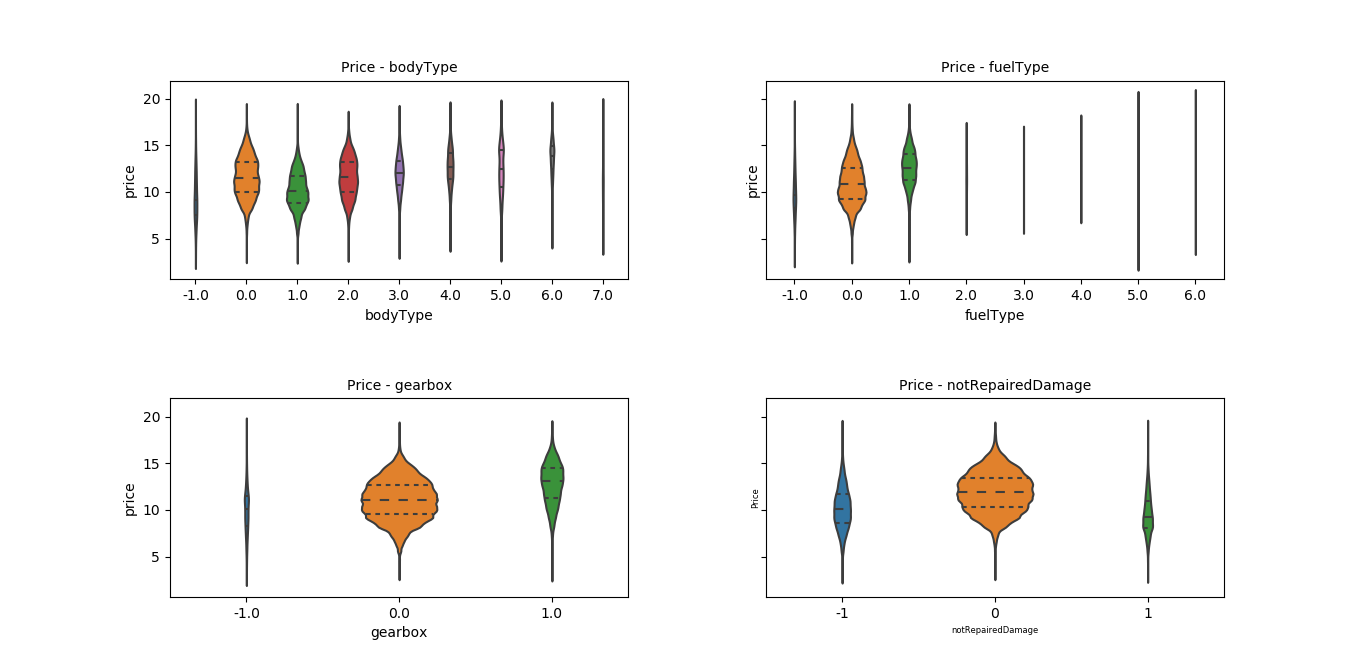 Price - bodyType
20
15
10
5
price
-1.0 0.0 1.0 2.0 3.0 4.0 5.0 6.0 7.0
bodyType
Price - fuelType
price
-1.0 0.0 1.0 2.0 3.0 4.0 5.0 6.0
fuelType
Price - gearbox
20
15
10
5
price
-1.0 0.0 1.0
gearbox
Price - notRepairedDamage
Price
-1 0 1
notRepairedDamage